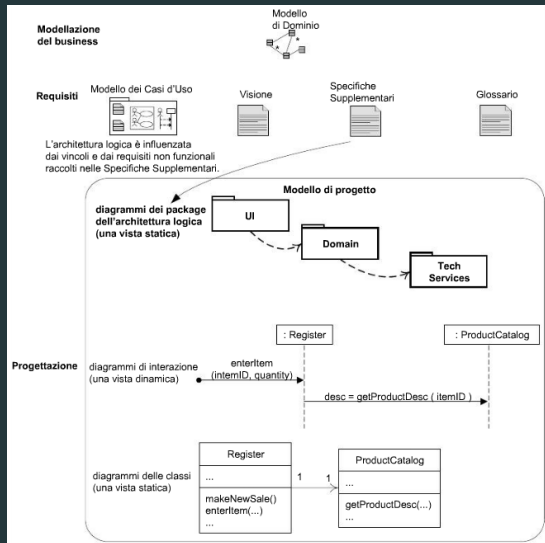 Modellazione
del business
Modello
di Dominio
*
*
Requisiti
Modello dei Casi d'Uso
Visione
Specifiche
Supplementari
Glossario
L'architettura logica è influenzata
dai vincoli e dai requisiti non funzionali
raccolti nelle Specifiche Supplementari.
Modello di progetto
diagrammi dei package
dell'architettura logica
(una vista statica)
UI
Domain
Tech
Services
: Register
: ProductCatalog
Progettazione
diagrammi di interazione
(una vista dinamica)
enterItem
(intemID, quantity)
desc = getProductDesc ( itemID )
diagrammi delle classi
(una vista statica)
Register
...
makeNewSale()
enterItem(...)
...
1
1
ProductCatalog
...
getProductDesc(...)
...